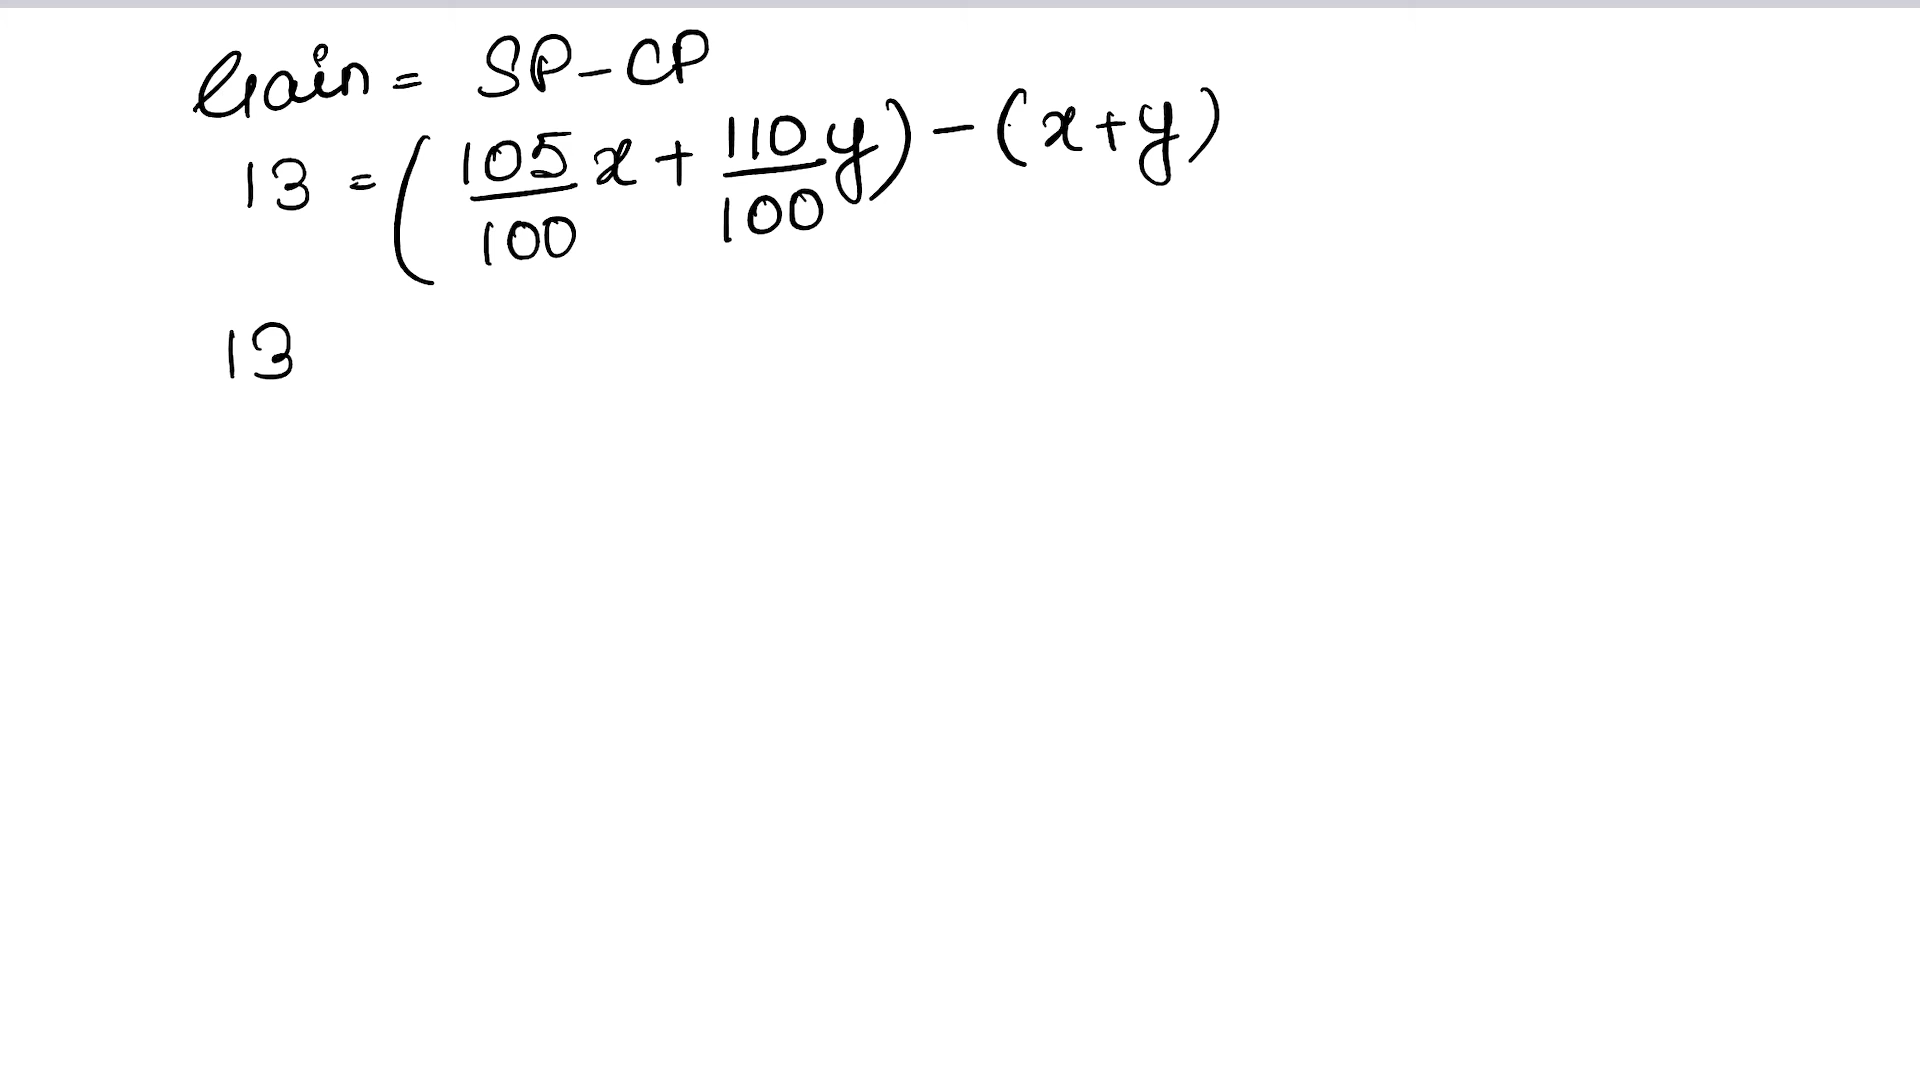 Gain = SP-CP
13 = (105/100 x + 110/100 y) - (x+y)
13